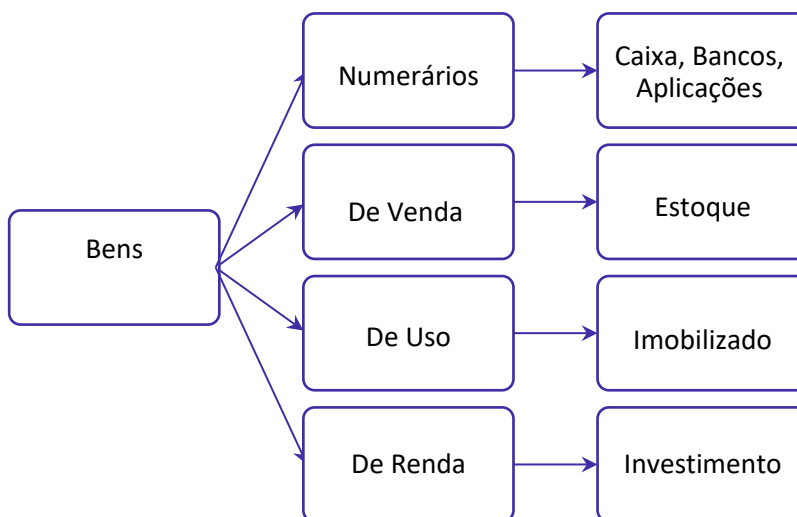 Bens
Numerários
Caixa, Bancos,
Aplicações
De Venda
Estoque
De Uso
Imobilizado
De Renda
Investimento